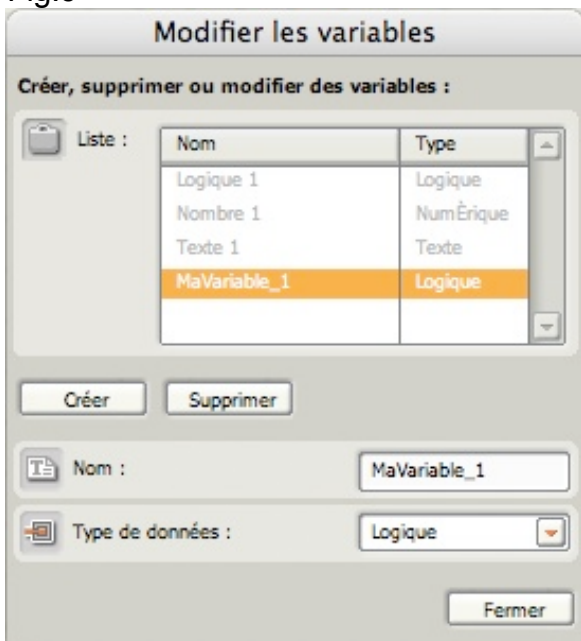 Modifier les variables
Créer, supprimer ou modifier des variables :
Liste :
Nom Type
Logique 1 Logique
Nombre 1 NumÈrique
Texte 1 Texte
MaVariable_1 Logique
Créer Supprimer
Nom : MaVariable_1
Type de données : Logique
Fermer